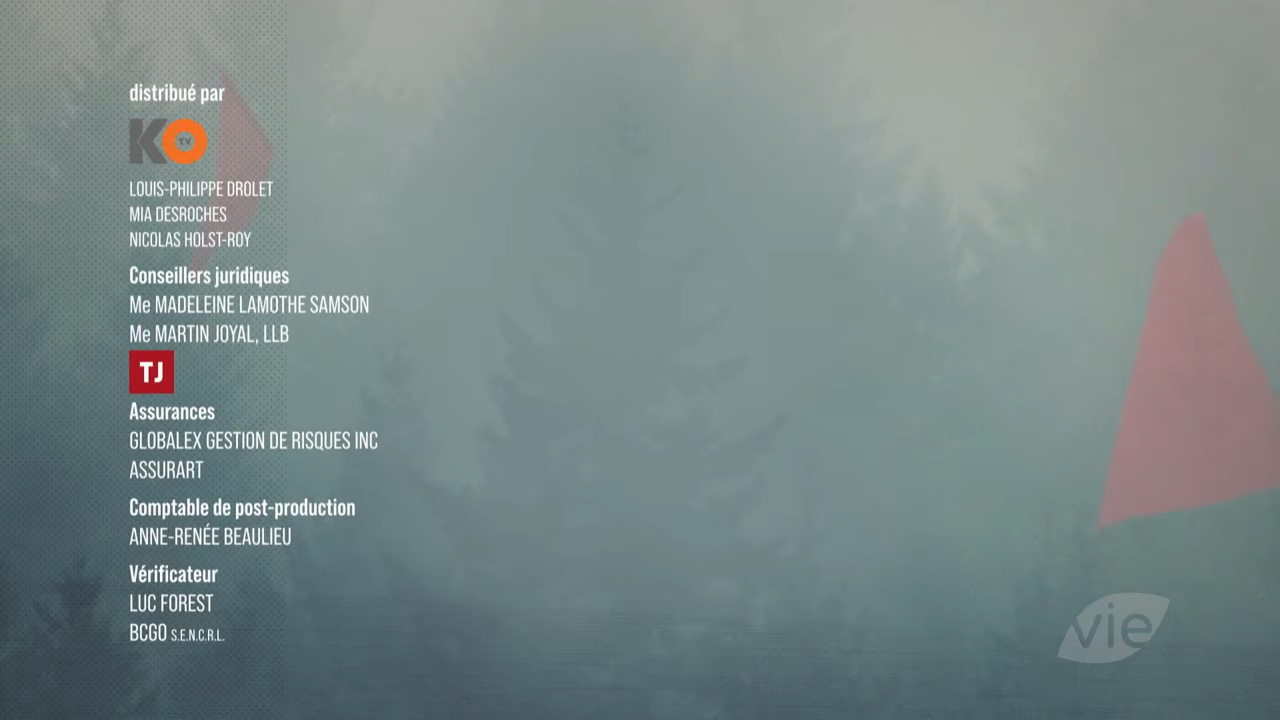 distribué par
KO TV
LOUIS-PHILIPPE DROLET
MIA DESROCHES
NICOLAS HOLST-ROY
Conseillers juridiques
Me MADELEINE LAMOTHE SAMSON
Me MARTIN JOYAL, LLB
TJ
Assurances
GLOBALEX GESTION DE RISQUES INC
ASSURART
Comptable de post-production
ANNE-RENÉE BEAULIEU
Vérificateur
LUC FOREST
BCGO S.E.N.C.R.L.
vie